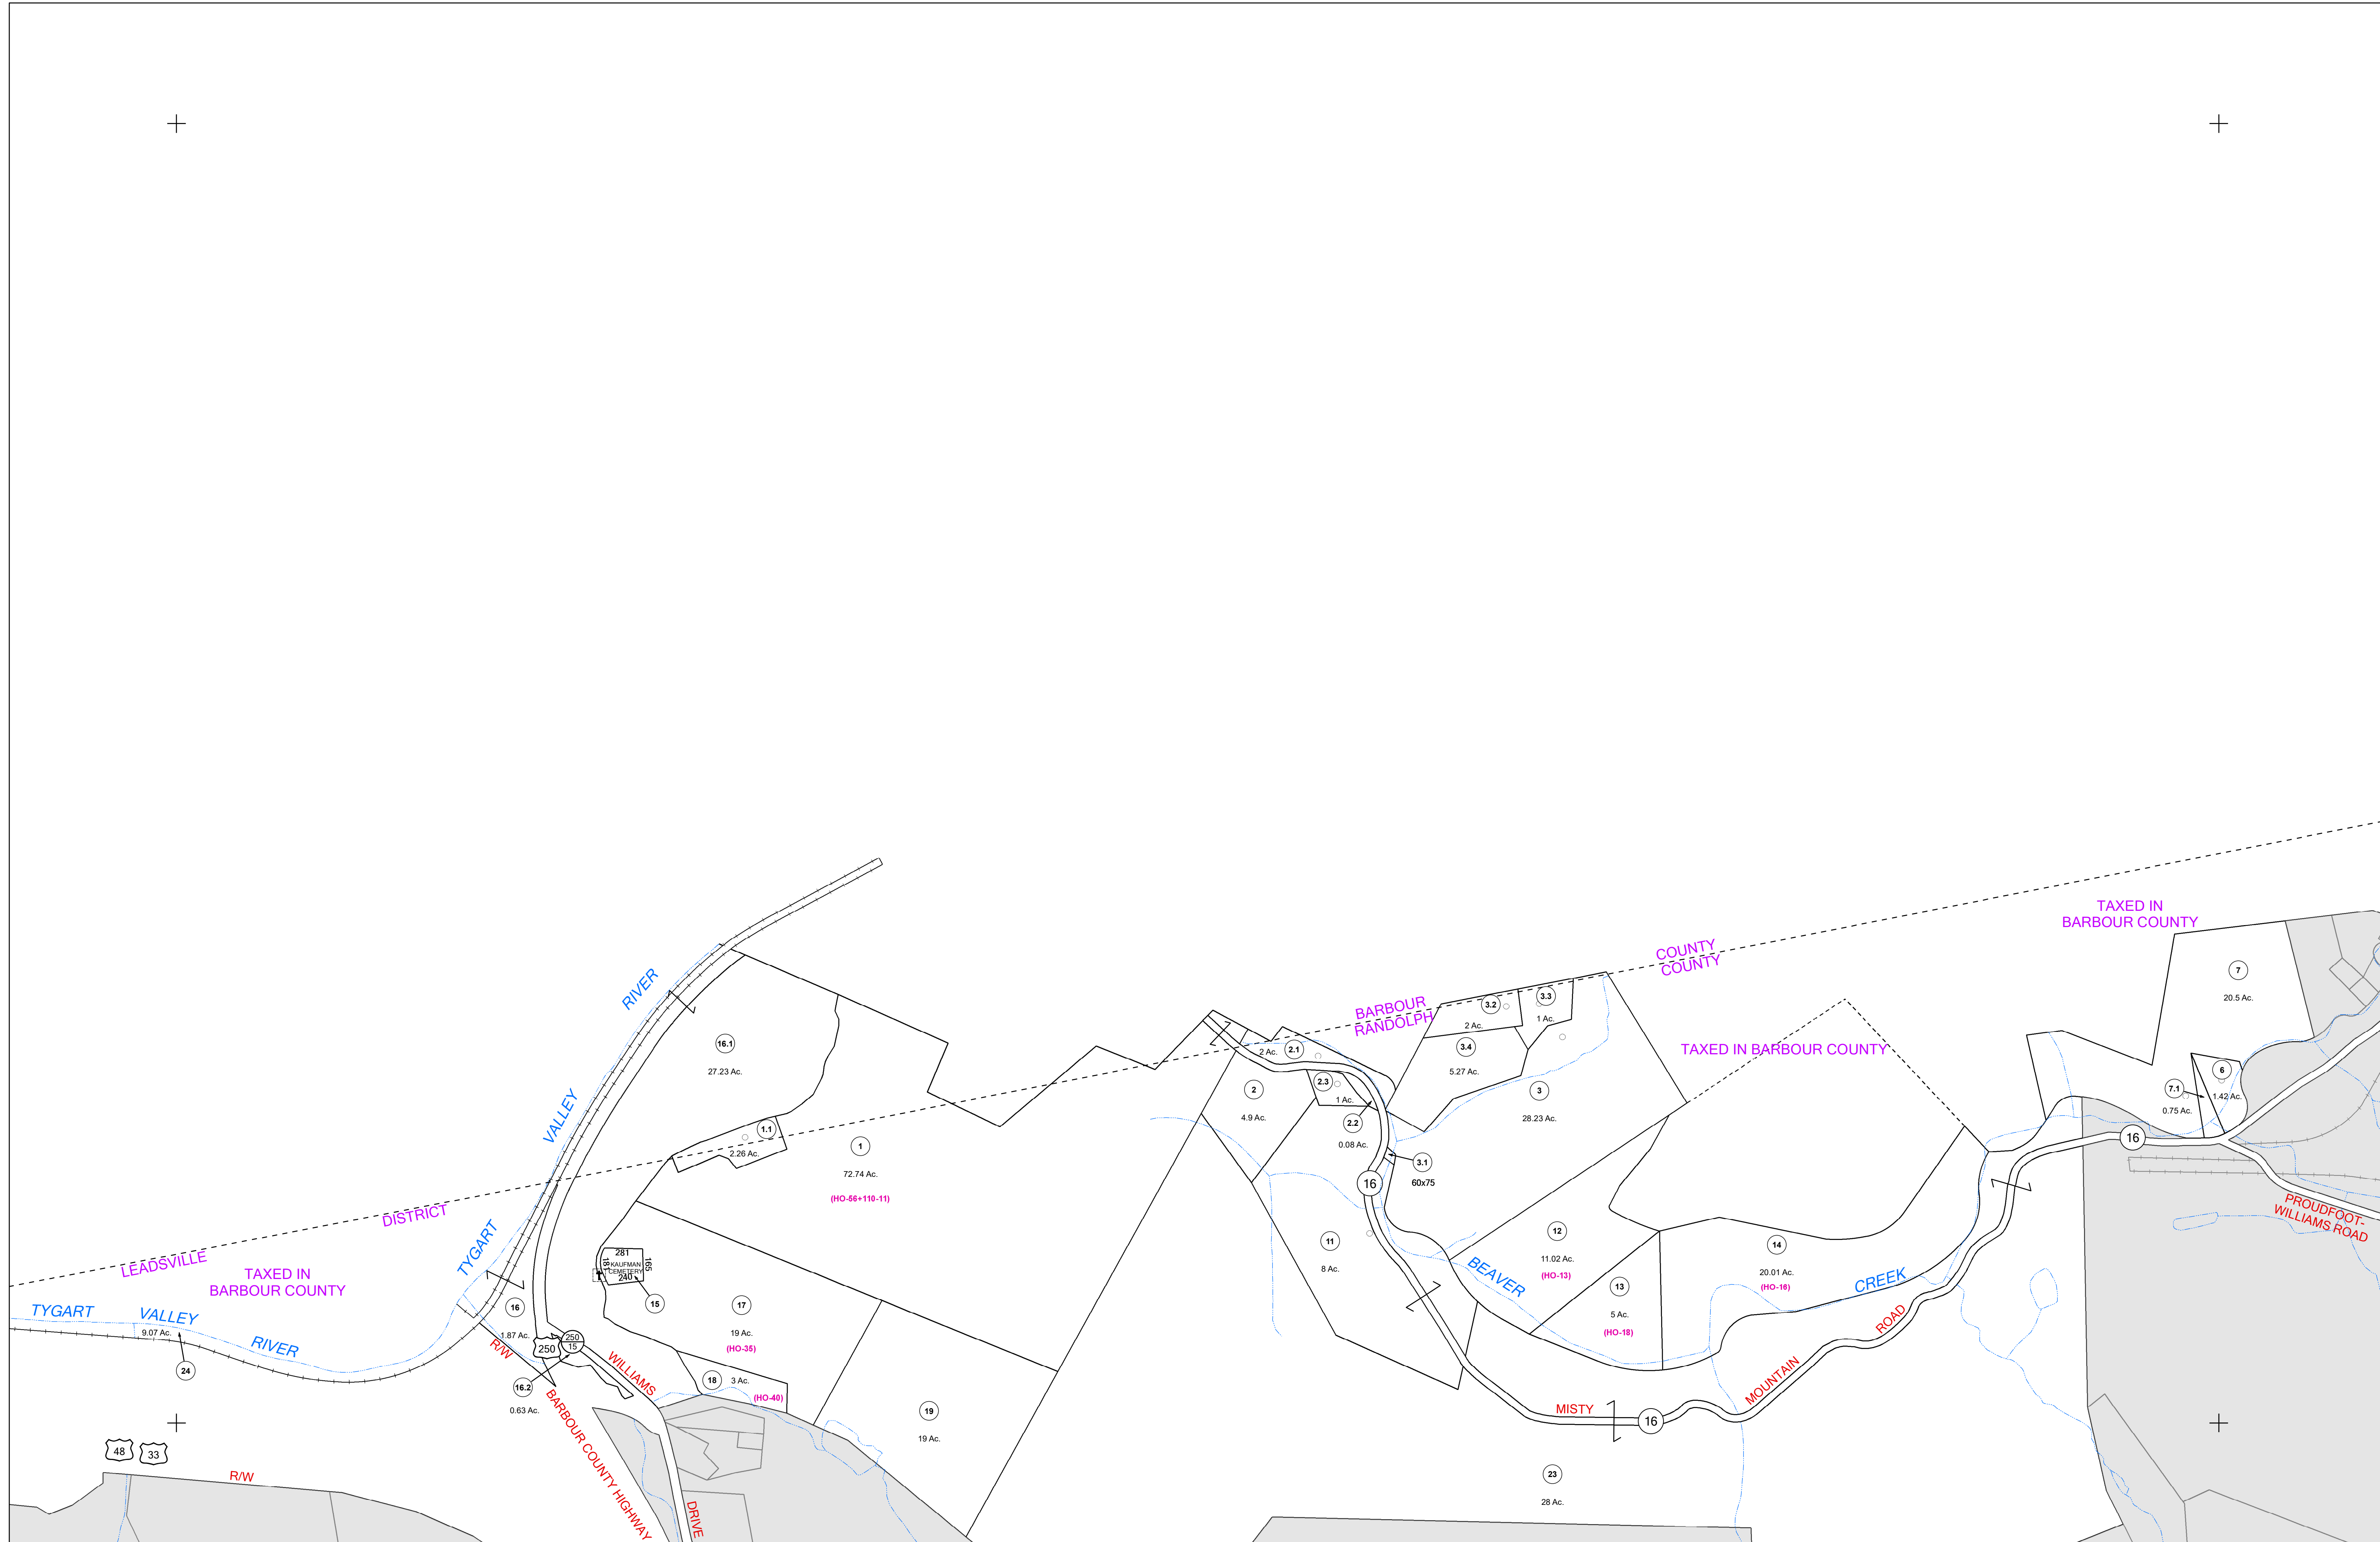 TAXED IN
BARBOUR COUNTY
7
20.5 Ac.
COUNTY
COUNTY
BARBOUR
RANDOLPH
RIVER
3.2
2 Ac.
3.3
1 Ac.
16.1
27.23 Ac.
3.4
5.27 Ac.
TAXED IN BARBOUR COUNTY
2 Ac.
2.1
6
1.42 Ac.
7.1
0.75 Ac.
2
4.9 Ac.
2.3
1 Ac.
3
28.23 Ac.
VALLEY
1.1
2.26 Ac.
2.2
0.08 Ac.
16
1
72.74 Ac.
(HO-56+110-11)
3.1
60x75
16
DISTRICT
LEADSVILLE
TAXED IN
BARBOUR COUNTY
TYGART
281
181
KAUFMAN
CEMETERY
165
240
15
PROUDFOOT-
WILLIAMS ROAD
12
11.02 Ac.
(HO-13)
11
8 Ac.
14
20.01 Ac.
(HO-16)
BEAVER
CREEK
13
5 Ac.
(HO-18)
TYGART
VALLEY
RIVER
9.07 Ac.
24
16
1.87 Ac.
R/W
250
250
15
17
19 Ac.
(HO-35)
ROAD
MOUNTAIN
MISTY
16
WILLIAMS
16.2
0.63 Ac.
18
3 Ac.
(HO-40)
19
19 Ac.
BARBOUR COUNTY HIGHWAY
48
33
R/W
DRIVE
23
28 Ac.